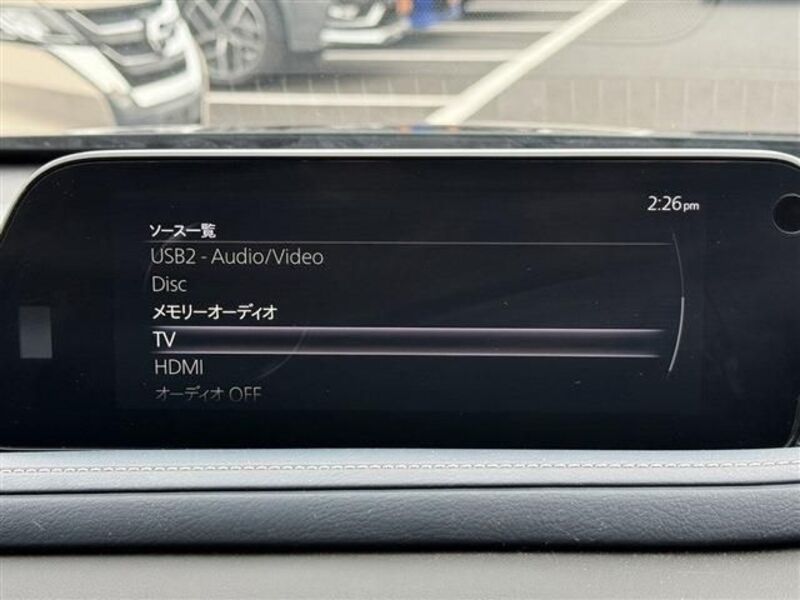 2:26pm
ソース一覧
USB2 - Audio/Video
Disc
メモリーオーディオ
TV
HDMI
オーディオ OFF